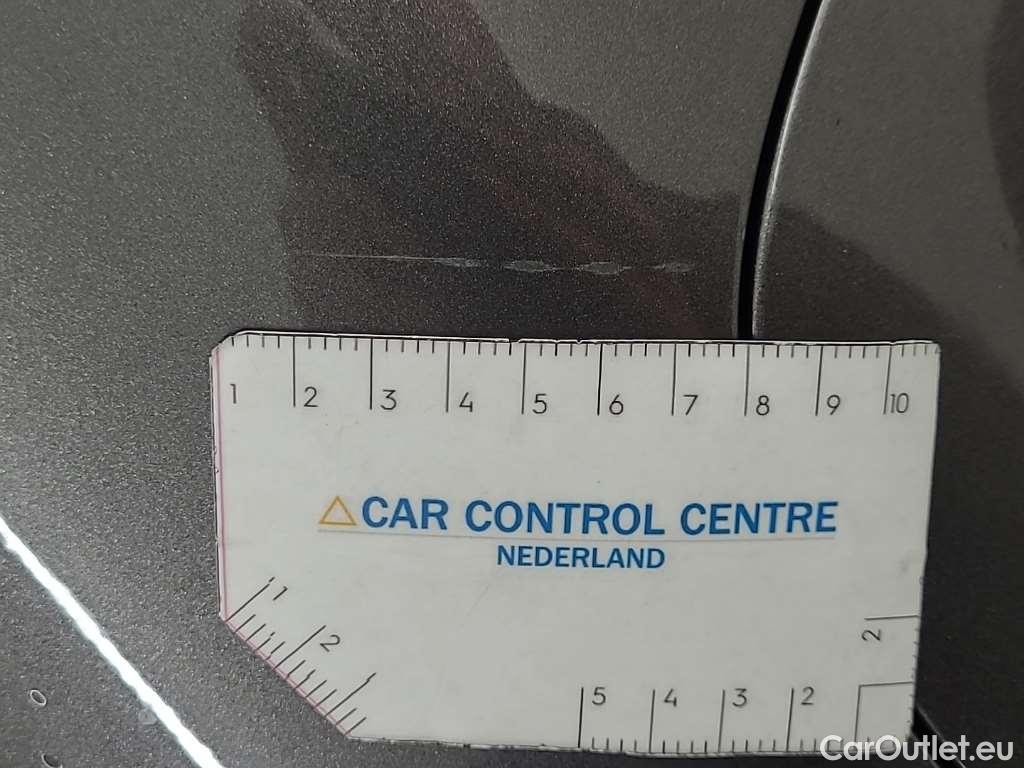 1 2 3 4 5 6 7 8 9 10
CAR CONTROL CENTRE
NEDERLAND
1
2
2
5 4 3 2
CarOutlet.eu